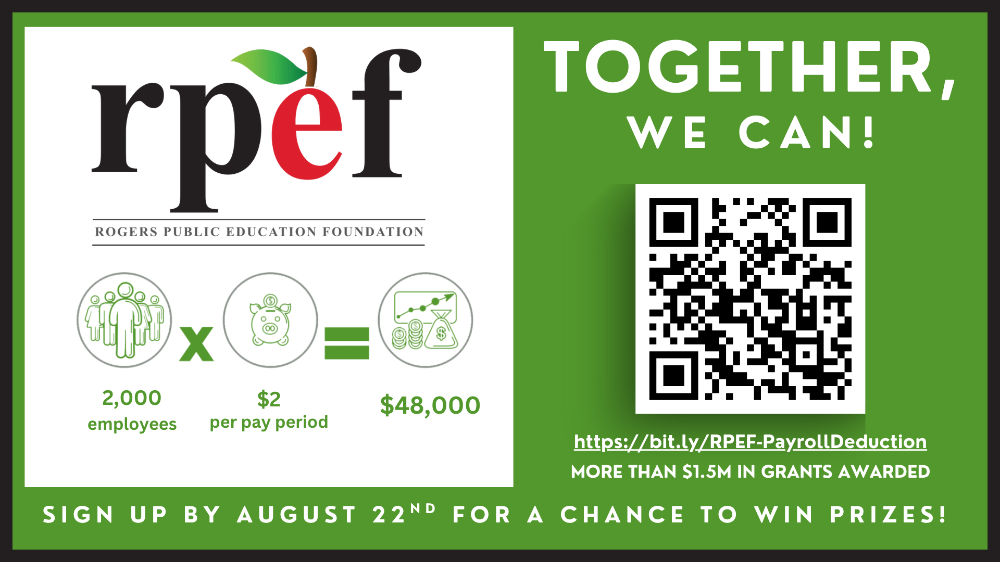 rpef
ROGERS PUBLIC EDUCATION FOUNDATION
x
=
2,000
employees
$2
per pay period
$48,000
TOGETHER,
WE CAN!
https://bit.ly/RPEF-PayrollDeduction
MORE THAN $1.5M IN GRANTS AWARDED
SIGN UP BY AUGUST 22ND FOR A CHANCE TO WIN PRIZES!